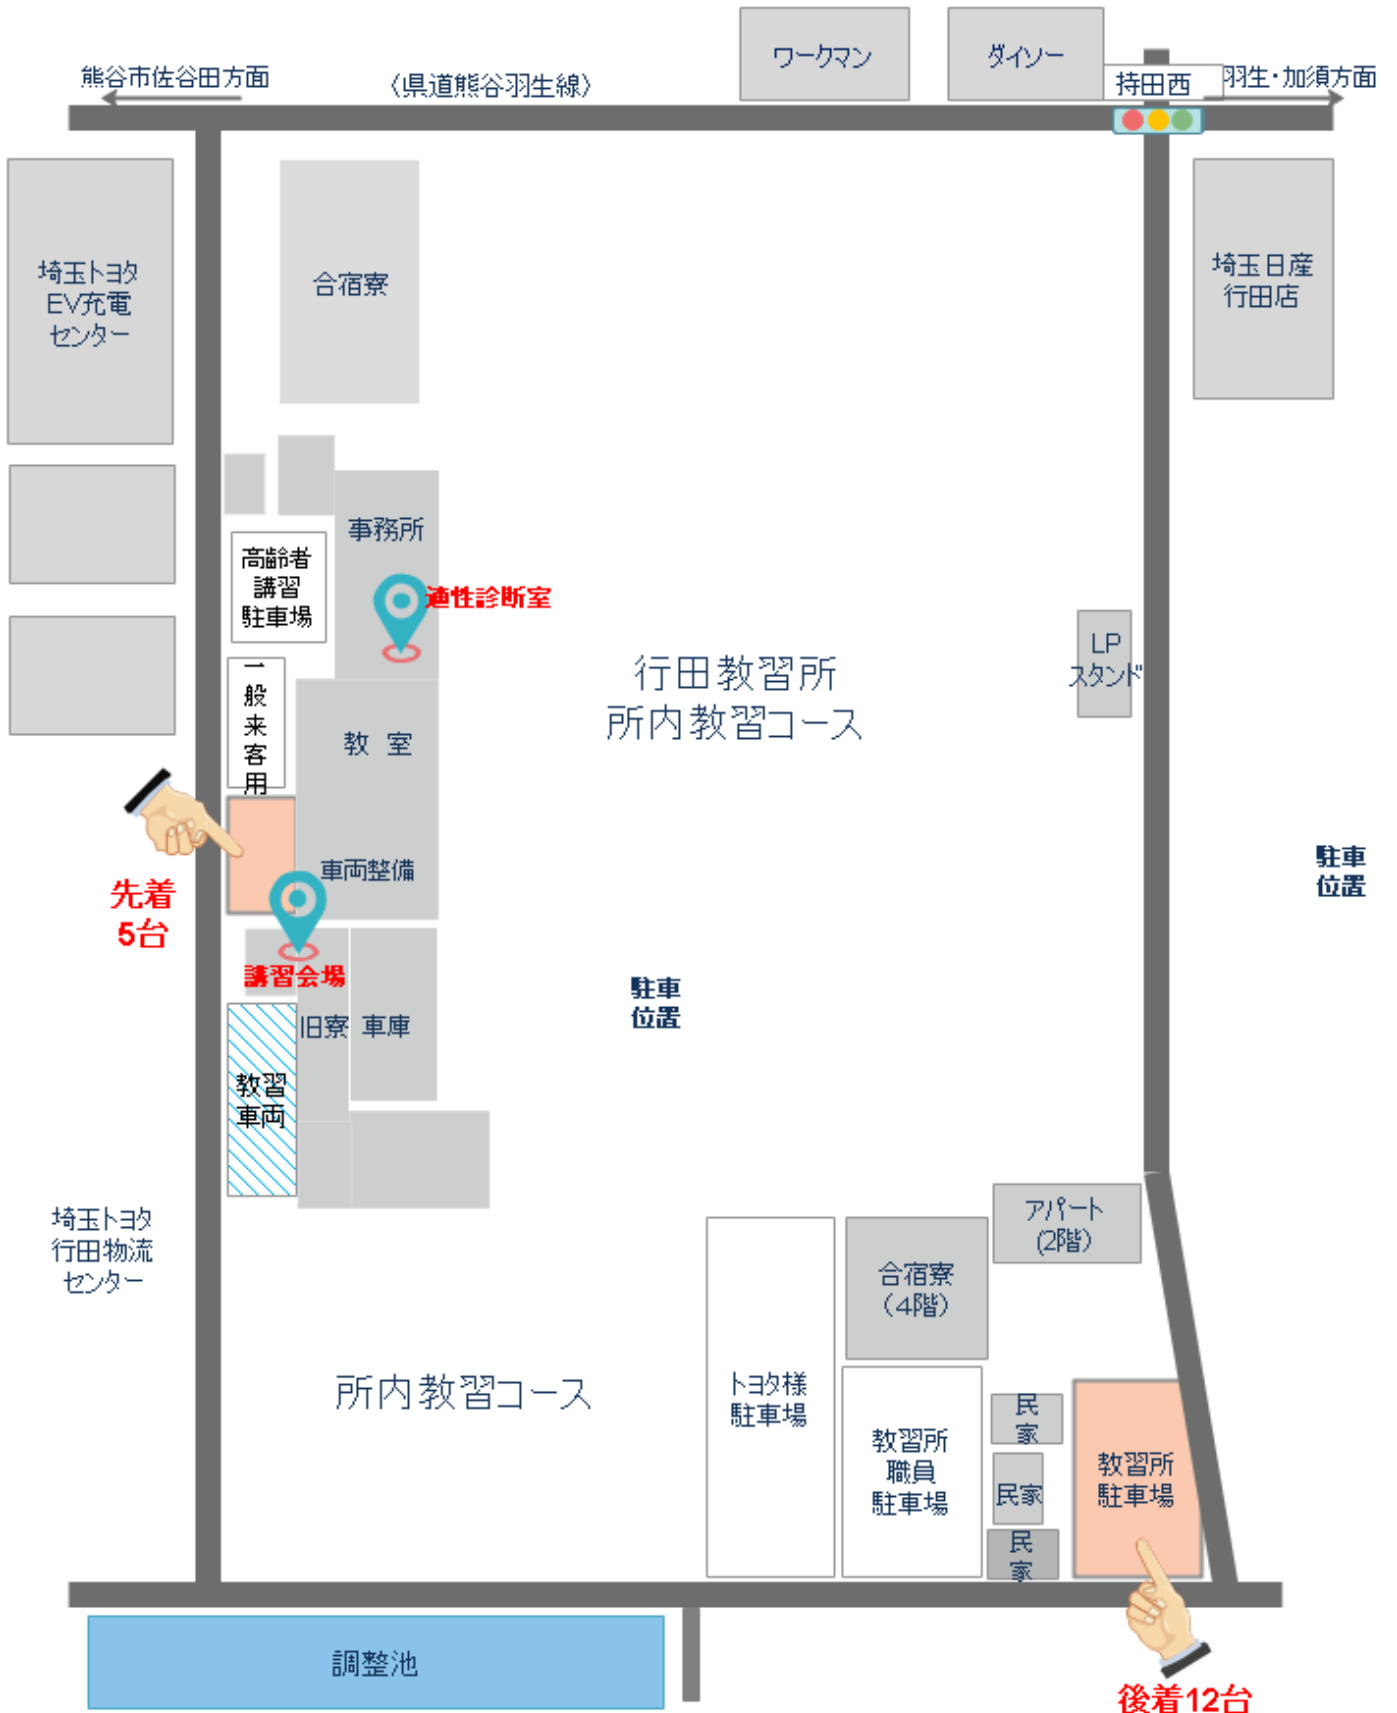 ワークマン
ダイソー
熊谷市佐谷田方面
〈県道熊谷羽生線〉
持田西
羽生・加須方面
埼玉トヨタ
EV充電
センター
合宿寮
埼玉日産
行田店
事務所
高齢者
講習
駐車場
適性診断室
行田教習所
所内教習コース
LP
スタンド
一
般
来
客
用
教 室
車両整備
先着
5台
駐車
位置
講習会場
駐車
位置
旧寮
車庫
教習
車両
埼玉トヨタ
行田物流
センター
アパート
(2階)
合宿寮
(4階)
所内教習コース
トヨタ様
駐車場
教習所
職員
駐車場
民
家
民家
民
家
教習所
駐車場
調整池
後着12台